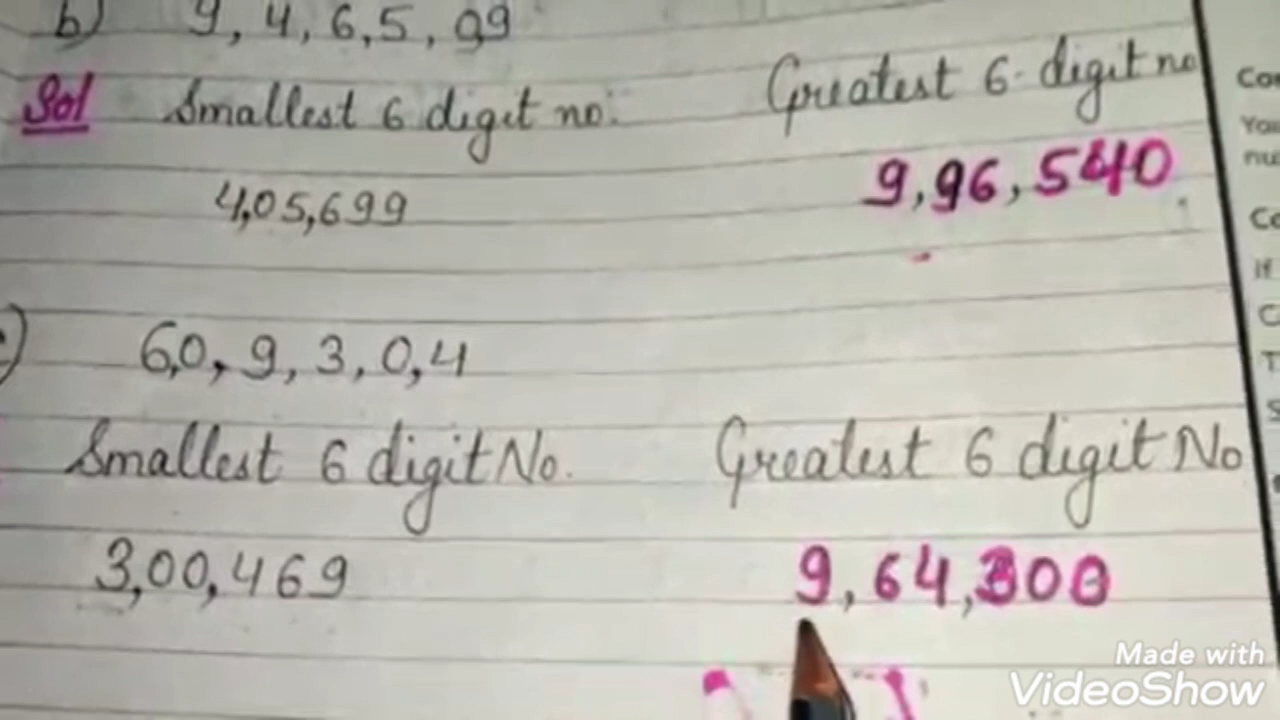 b) 9, 4, 6, 5, 0,9
Sol Smallest 6 digit no. Greatest 6 digit no
4,05,699 9,96,540
6,0, 9, 3, 0,4
Smallest 6 digit No. Greatest 6 digit No
3,00,469 9,64,300
Made with
VideoShow